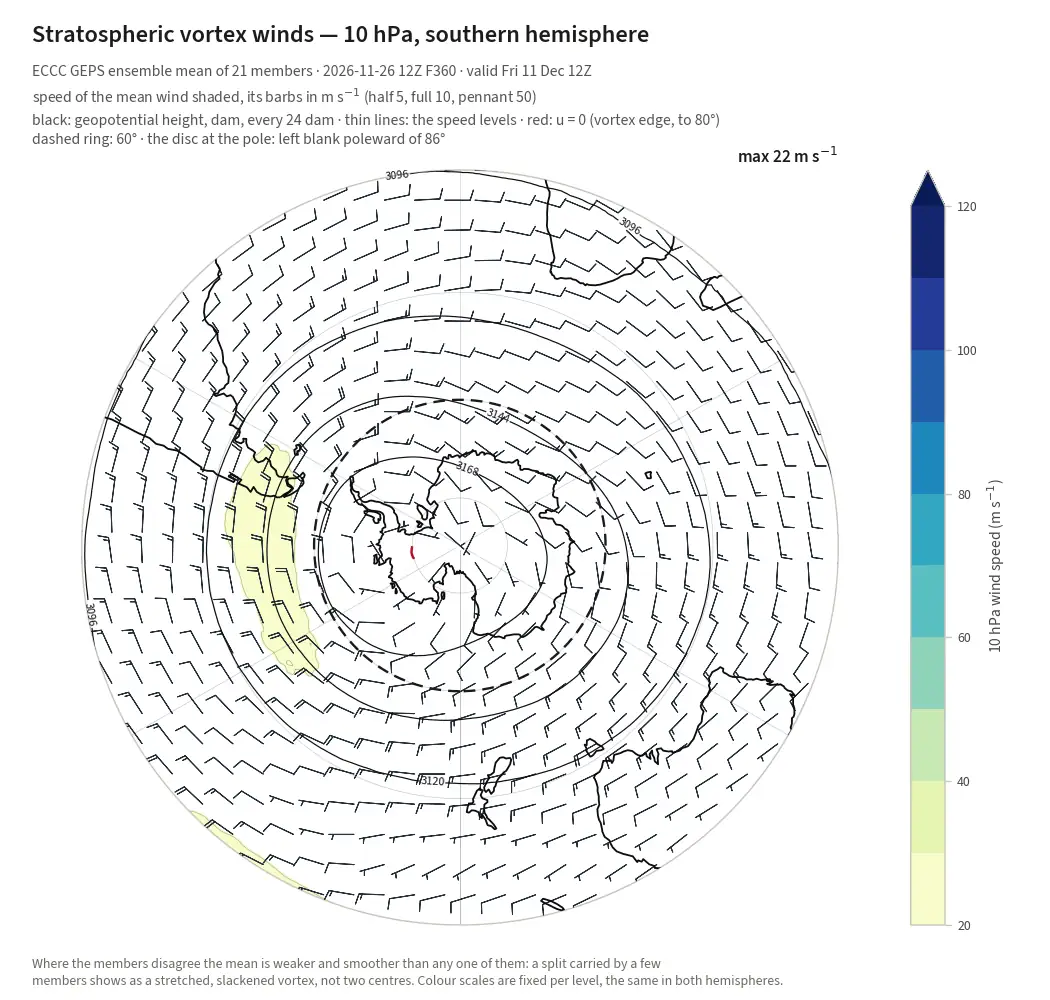 Stratospheric vortex winds — 10 hPa, southern hemisphere
ECCC GEPS ensemble mean of 21 members · 2026-11-26 12Z F360 · valid Fri 11 Dec 12Z
speed of the mean wind shaded, its barbs in m s⁻¹ (half 5, full 10, pennant 50)
black: geopotential height, dam, every 24 dam · thin lines: the speed levels · red: u = 0 (vortex edge, to 80°)
dashed ring: 60° · the disc at the pole: left blank poleward of 86°
max 22 m s⁻¹
3096
3096
3144
3168
3096
3120
120
100
80
60
40
20
10 hPa wind speed (m s⁻¹)
Where the members disagree the mean is weaker and smoother than any one of them: a split carried by a few
members shows as a stretched, slackened vortex, not two centres. Colour scales are fixed per level, the same in both hemispheres.